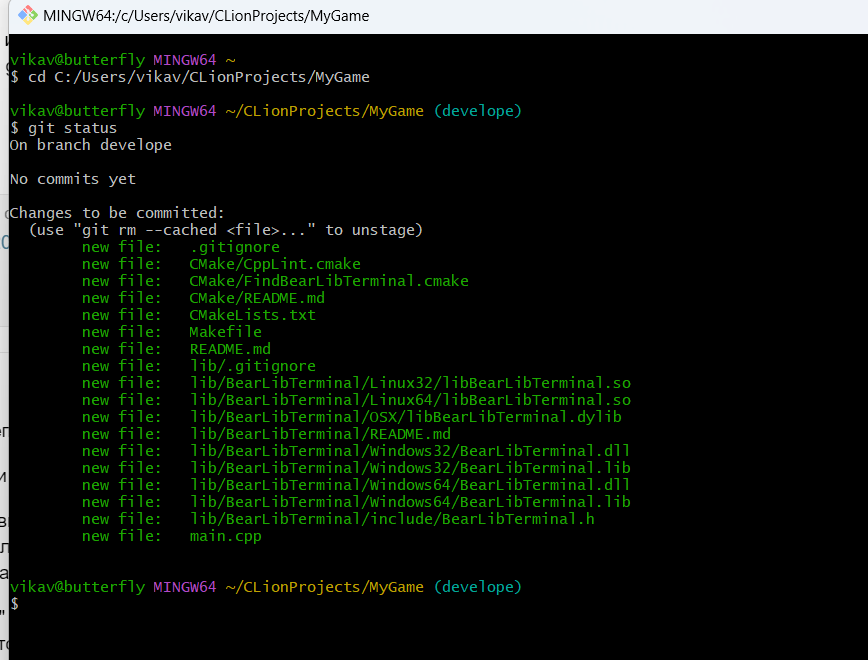 MINGW64:/c/Users/vikav/CLionProjects/MyGame
vikav@butterfly MINGW64 ~
$ cd C:/Users/vikav/CLionProjects/MyGame
vikav@butterfly MINGW64 ~/CLionProjects/MyGame (develope)
$ git status
On branch develope
No commits yet
Changes to be committed:
(use "git rm --cached <file>..." to unstage)
new file: .gitignore
new file: CMake/CppLint.cmake
new file: CMake/FindBearLibTerminal.cmake
new file: CMake/README.md
new file: CMakeLists.txt
new file: Makefile
new file: README.md
new file: lib/.gitignore
new file: lib/BearLibTerminal/Linux32/libBearLibTerminal.so
new file: lib/BearLibTerminal/Linux64/libBearLibTerminal.so
new file: lib/BearLibTerminal/OSX/libBearLibTerminal.dylib
new file: lib/BearLibTerminal/README.md
new file: lib/BearLibTerminal/Windows32/BearLibTerminal.dll
new file: lib/BearLibTerminal/Windows32/BearLibTerminal.lib
new file: lib/BearLibTerminal/Windows64/BearLibTerminal.dll
new file: lib/BearLibTerminal/Windows64/BearLibTerminal.lib
new file: lib/BearLibTerminal/include/BearLibTerminal.h
new file: main.cpp
vikav@butterfly MINGW64 ~/CLionProjects/MyGame (develope)
$